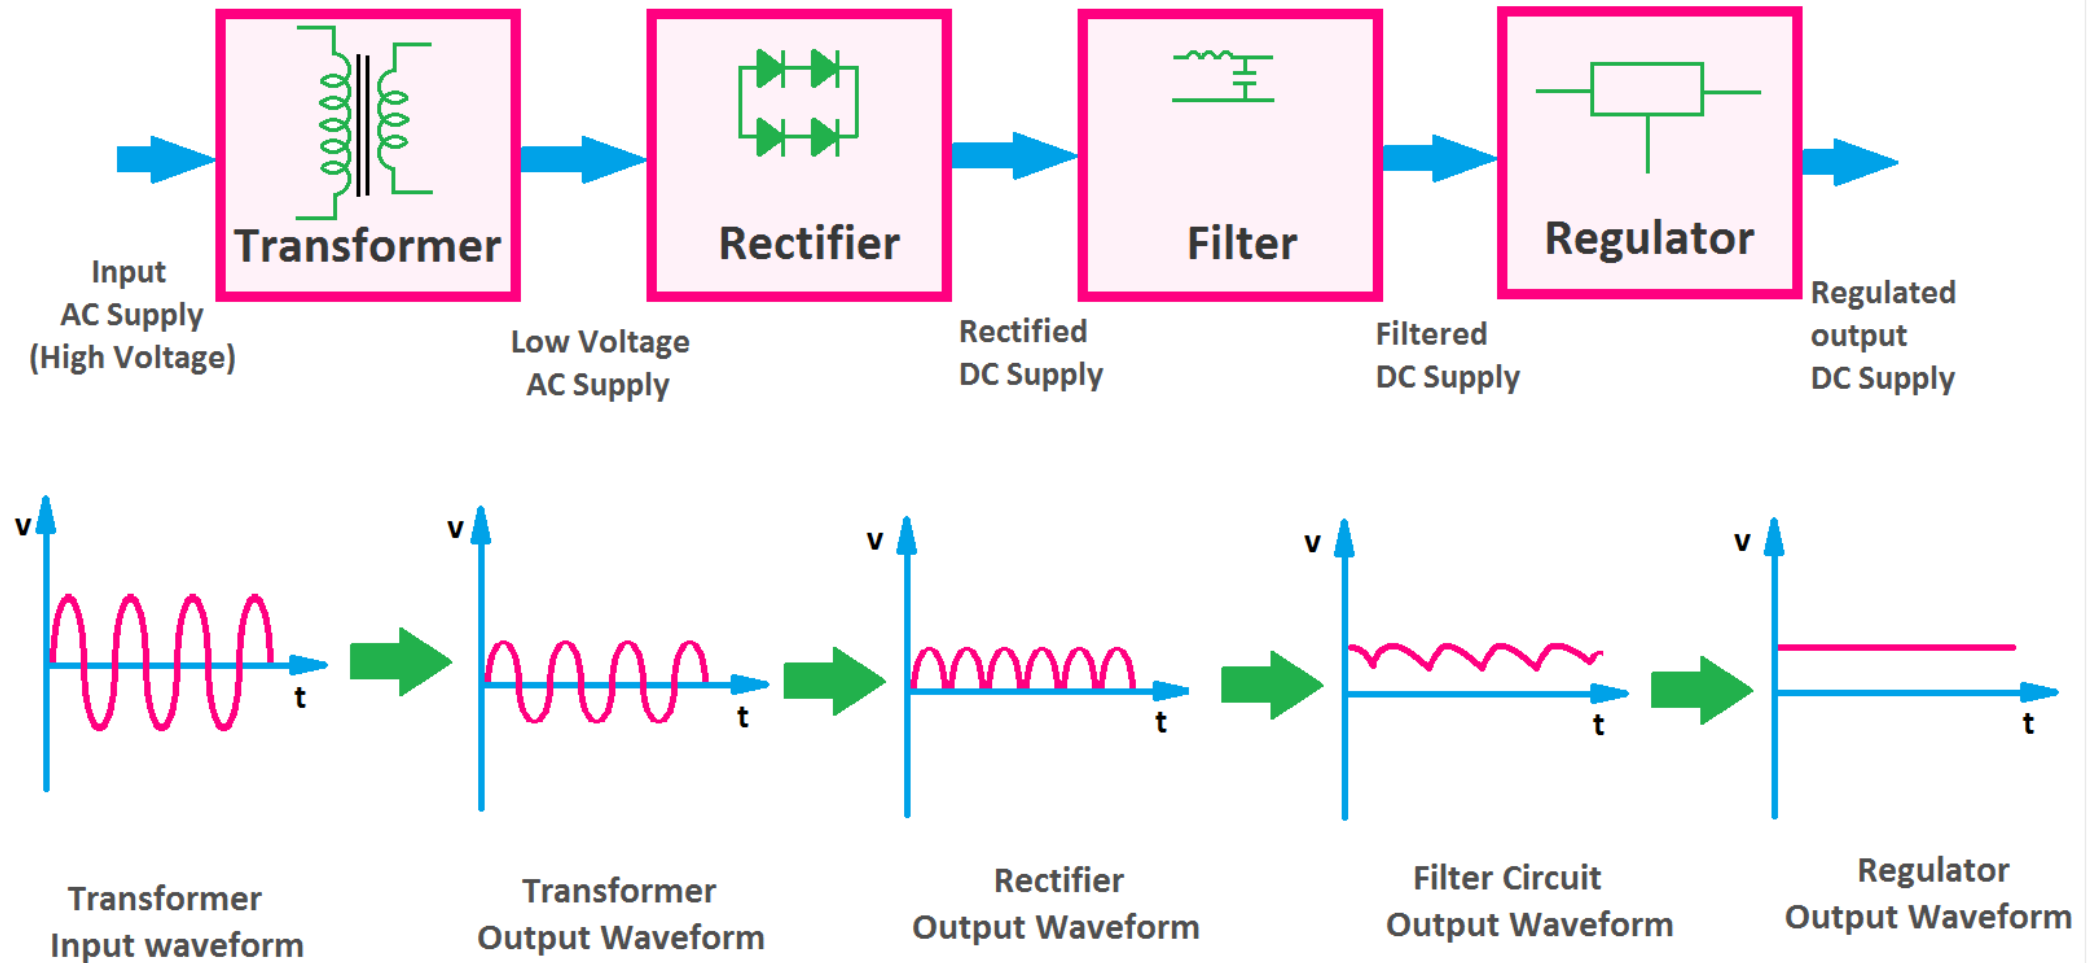 Transformer
Rectifier
Filter
Regulator
Input
AC Supply
(High Voltage)
Low Voltage
AC Supply
Rectified
DC Supply
Filtered
DC Supply
Regulated
output
DC Supply
v
t
v
t
v
t
v
t
v
t
Transformer
Input waveform
Transformer
Output Waveform
Rectifier
Output Waveform
Filter Circuit
Output Waveform
Regulator
Output Waveform